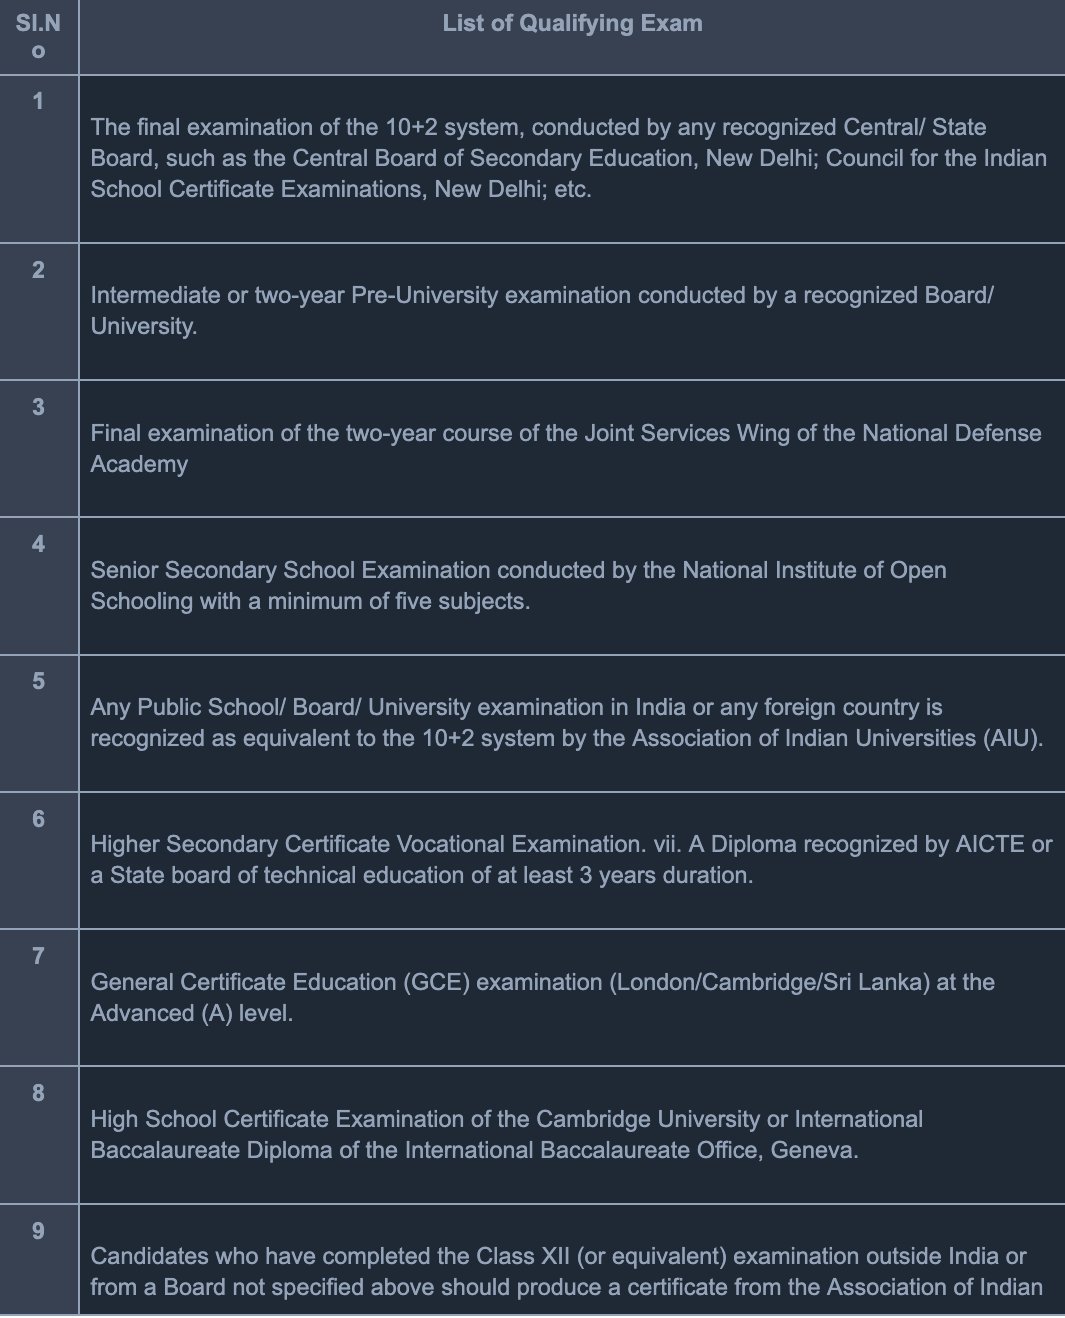 Sl.N
o
List of Qualifying Exam
1
The final examination of the 10+2 system, conducted by any recognized Central/ State
Board, such as the Central Board of Secondary Education, New Delhi; Council for the Indian
School Certificate Examinations, New Delhi; etc.
2
Intermediate or two-year Pre-University examination conducted by a recognized Board/
University.
3
Final examination of the two-year course of the Joint Services Wing of the National Defense
Academy
4
Senior Secondary School Examination conducted by the National Institute of Open
Schooling with a minimum of five subjects.
5
Any Public School/ Board/ University examination in India or any foreign country is
recognized as equivalent to the 10+2 system by the Association of Indian Universities (AIU).
6
Higher Secondary Certificate Vocational Examination. vii. A Diploma recognized by AICTE or
a State board of technical education of at least 3 years duration.
7
General Certificate Education (GCE) examination (London/Cambridge/Sri Lanka) at the
Advanced (A) level.
8
High School Certificate Examination of the Cambridge University or International
Baccalaureate Diploma of the International Baccalaureate Office, Geneva.
9
Candidates who have completed the Class XII (or equivalent) examination outside India or
from a Board not specified above should produce a certificate from the Association of Indian